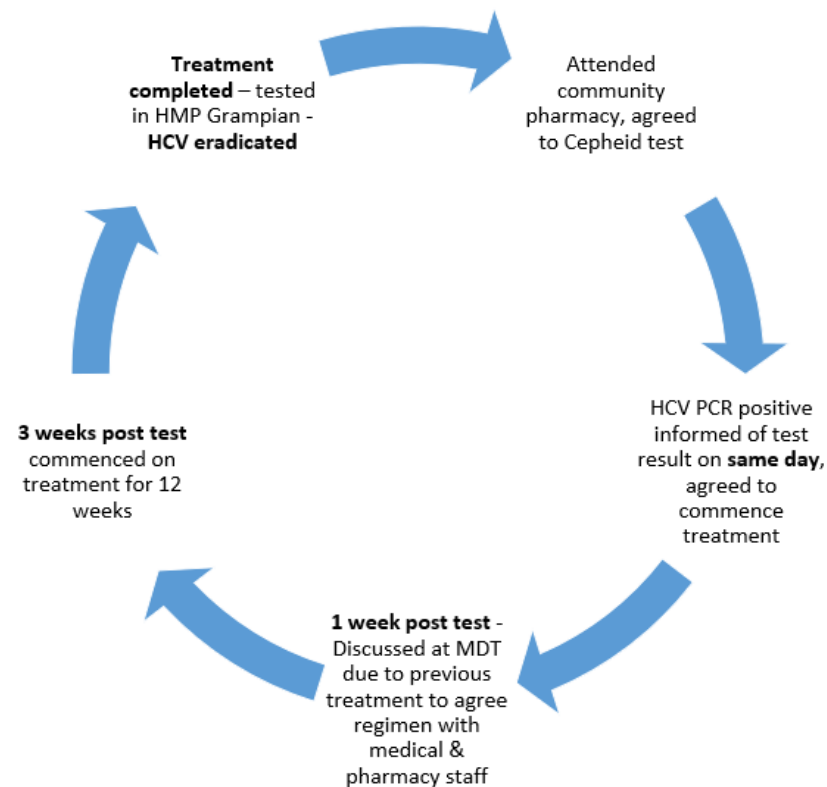 Treatment
completed – tested
in HMP Grampian -
HCV eradicated
Attended
community
pharmacy, agreed
to Cepheid test
HCV PCR positive
informed of test
result on same day,
agreed to
commence
treatment
1 week post test -
Discussed at MDT
due to previous
treatment to agree
regimen with
medical &
pharmacy staff
3 weeks post test
commenced on
treatment for 12
weeks